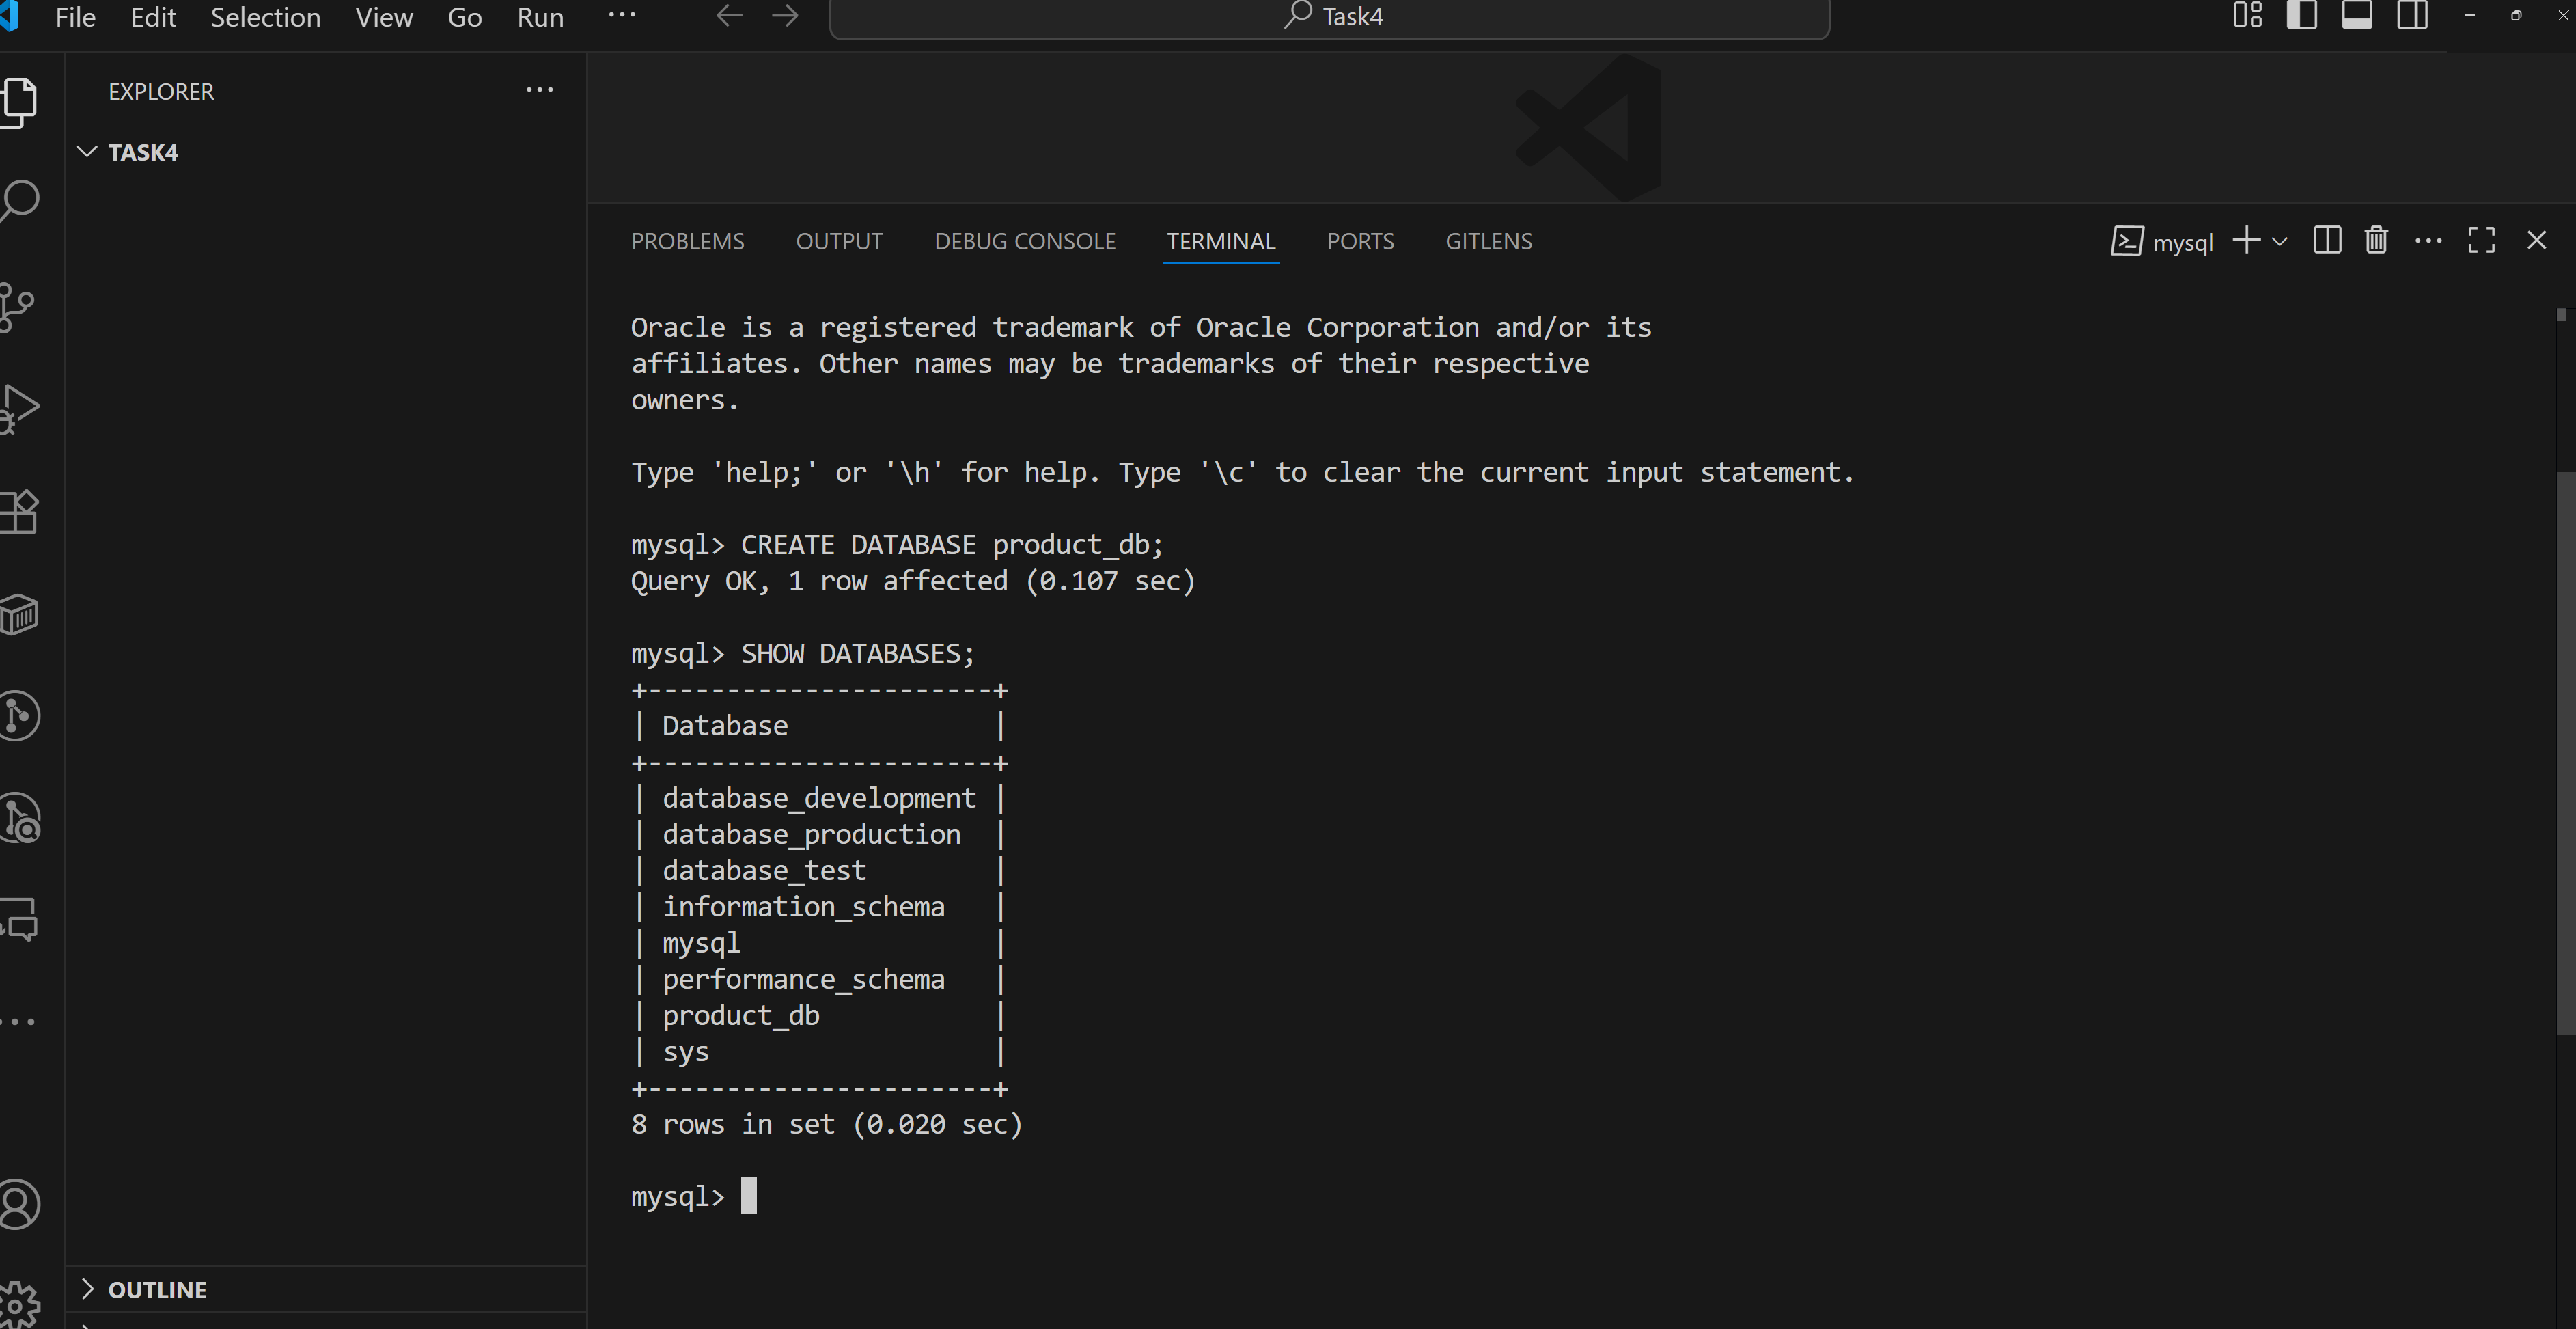 File Edit Selection View Go Run ...
Task4
EXPLORER
TASK4
OUTLINE
PROBLEMS OUTPUT DEBUG CONSOLE TERMINAL PORTS GITLENS
mysql
Oracle is a registered trademark of Oracle Corporation and/or its
affiliates. Other names may be trademarks of their respective
owners.
Type 'help;' or '\h' for help. Type '\c' to clear the current input statement.
mysql> CREATE DATABASE product_db;
Query OK, 1 row affected (0.107 sec)
mysql> SHOW DATABASES;
+----------------------+
| Database             |
+----------------------+
| database_development |
| database_production  |
| database_test        |
| information_schema   |
| mysql                |
| performance_schema   |
| product_db           |
| sys                  |
+----------------------+
8 rows in set (0.020 sec)
mysql>